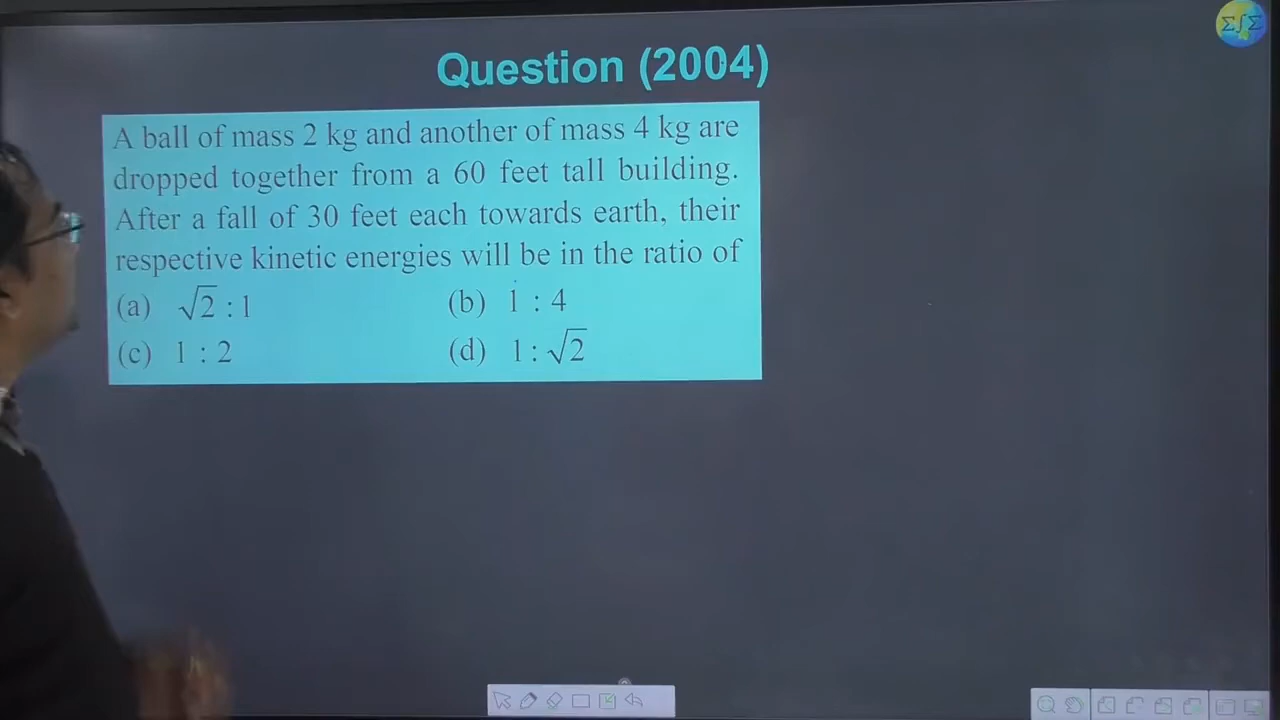 Question (2004)
A ball of mass 2 kg and another of mass 4 kg are
dropped together from a 60 feet tall building.
After a fall of 30 feet each towards earth, their
respective kinetic energies will be in the ratio of
(a) √2 : 1 (b) 1 : 4
(c) 1 : 2 (d) 1 : √2
Σ∫Σ